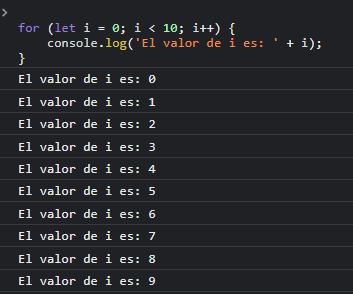 for (let i = 0; i < 10; i++) {
    console.log('El valor de i es: ' + i);
}
El valor de i es: 0
El valor de i es: 1
El valor de i es: 2
El valor de i es: 3
El valor de i es: 4
El valor de i es: 5
El valor de i es: 6
El valor de i es: 7
El valor de i es: 8
El valor de i es: 9